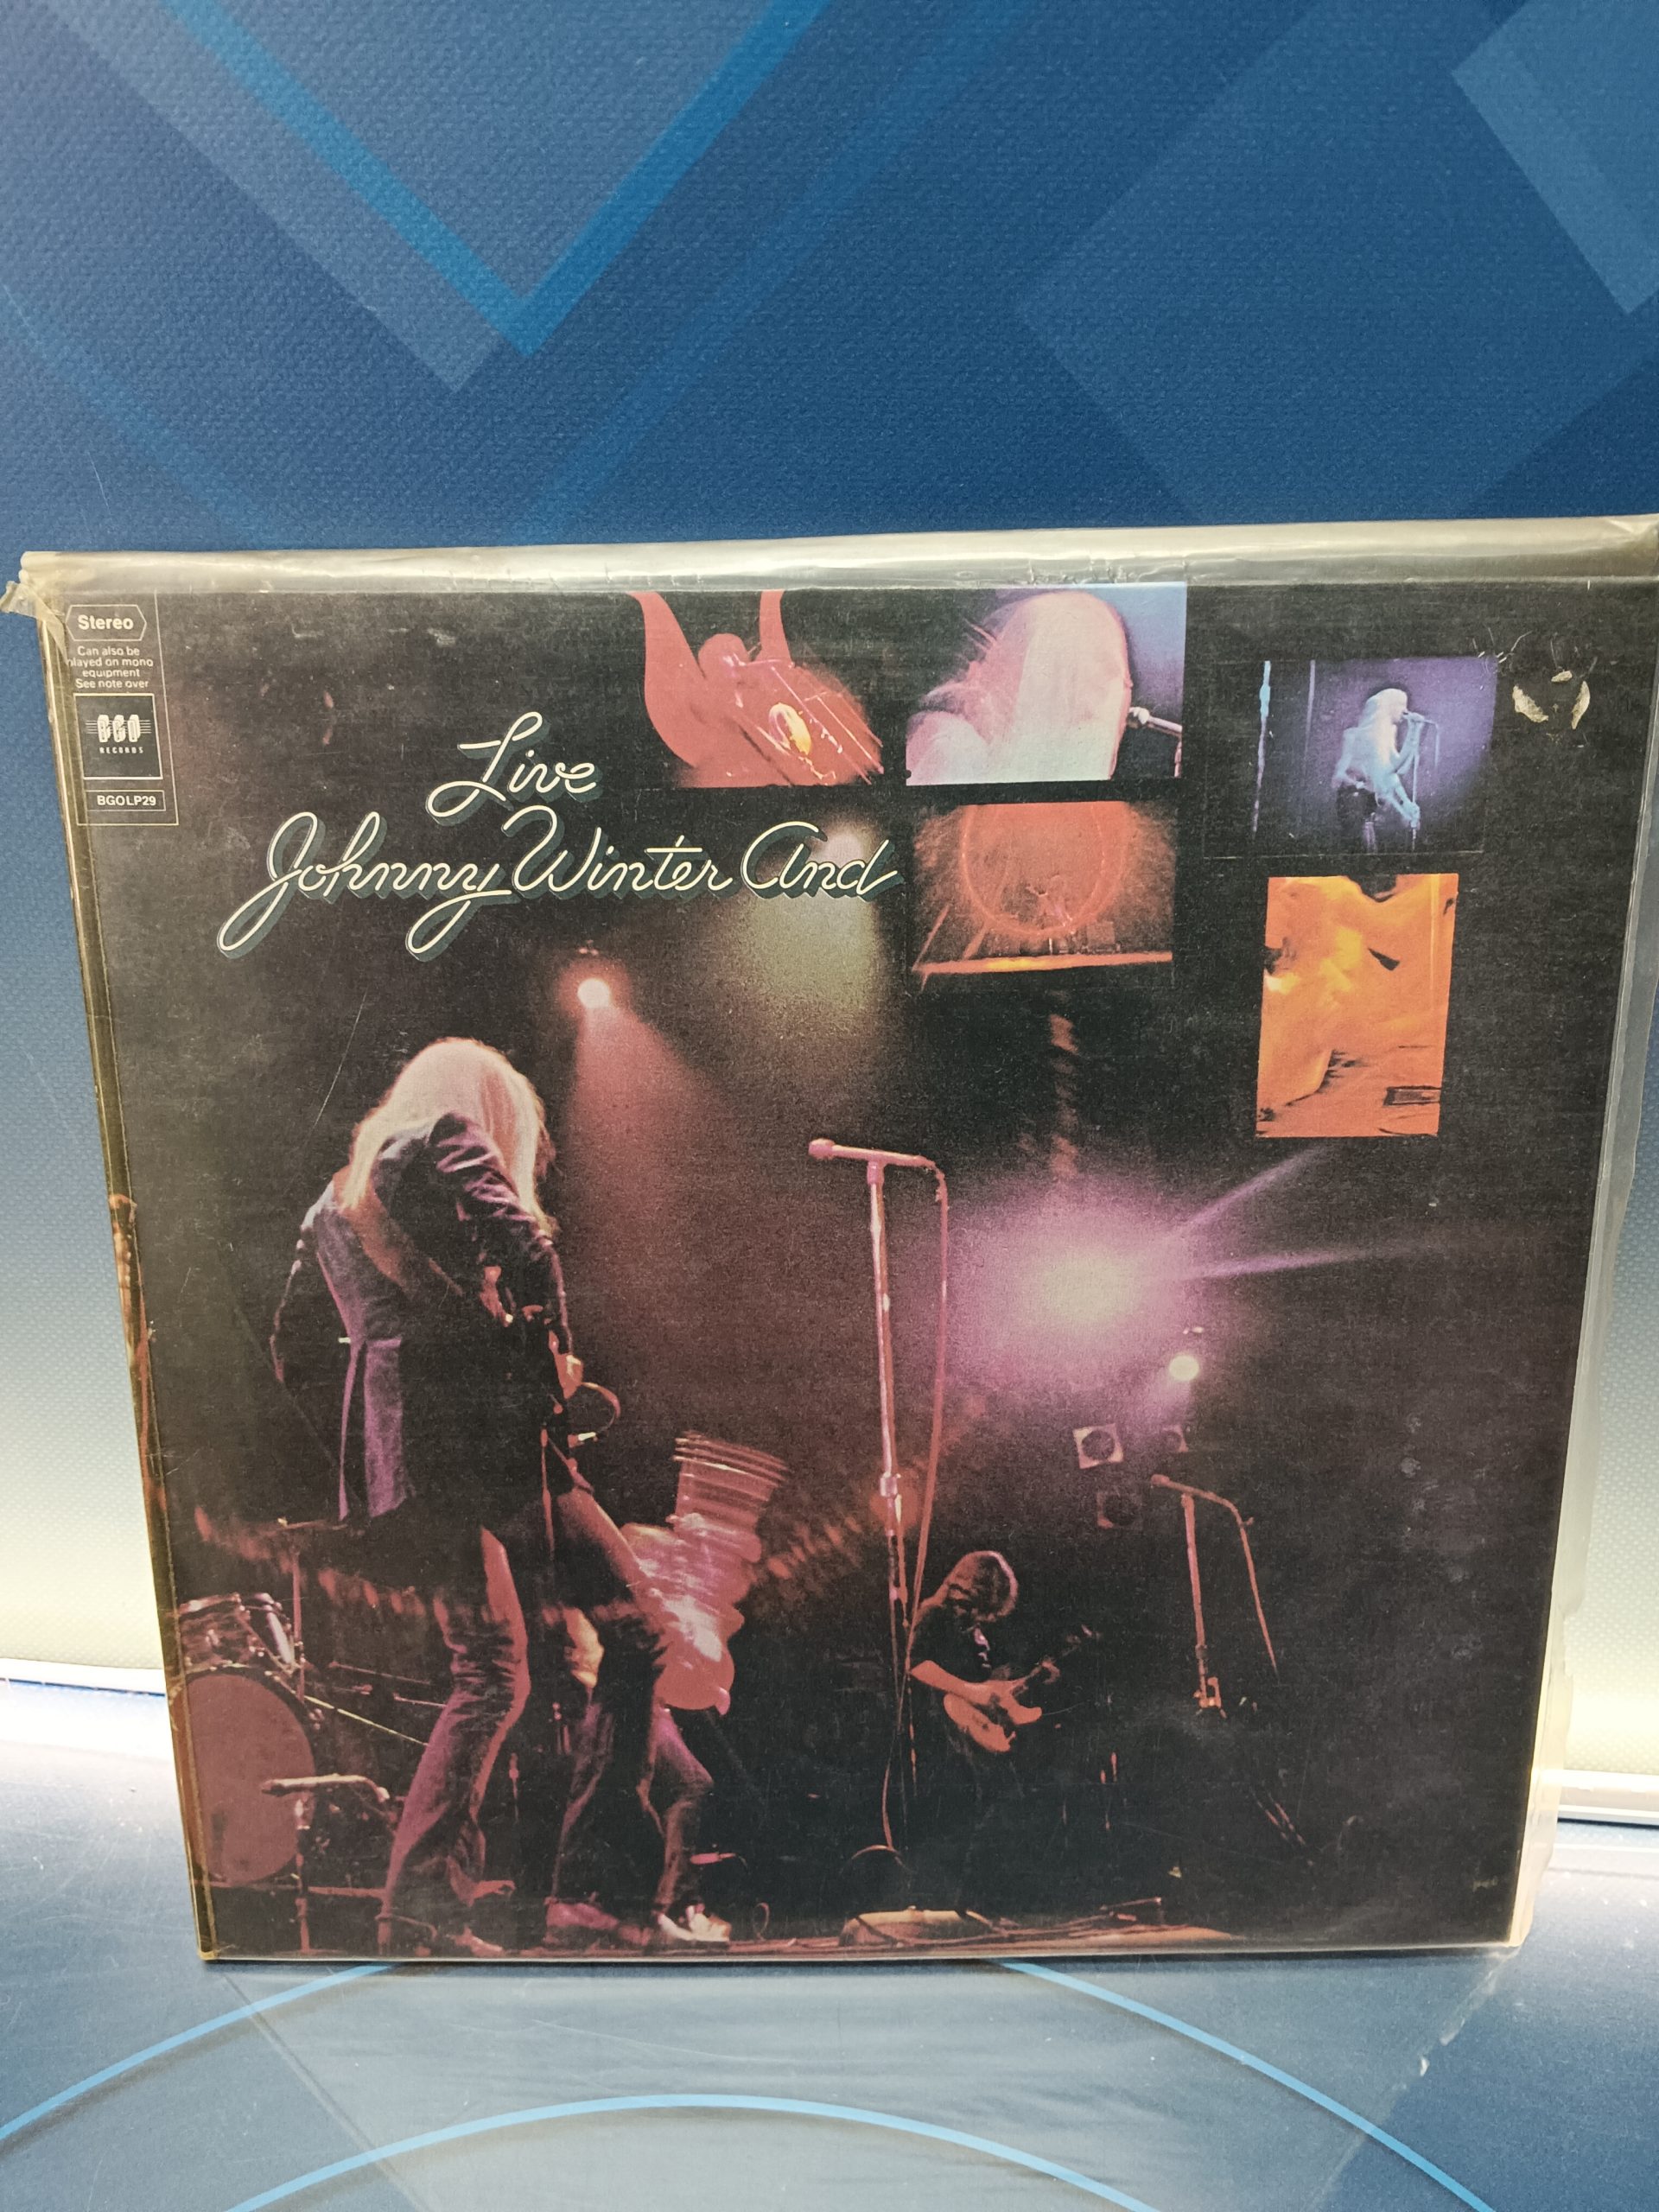 Stereo
Can also be
played on mono
equipment
See note over
BGO
RECORDS
BGOLP29
Live
Johnny Winter And